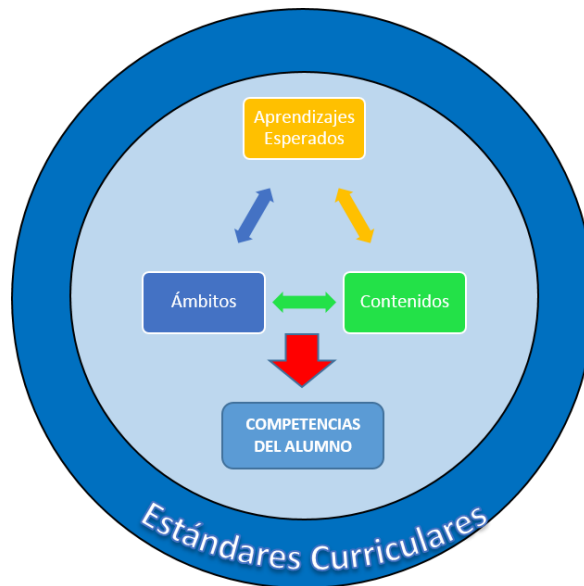 Aprendizajes
Esperados
Ámbitos
Contenidos
COMPETENCIAS
DEL ALUMNO
Estándares Curriculares